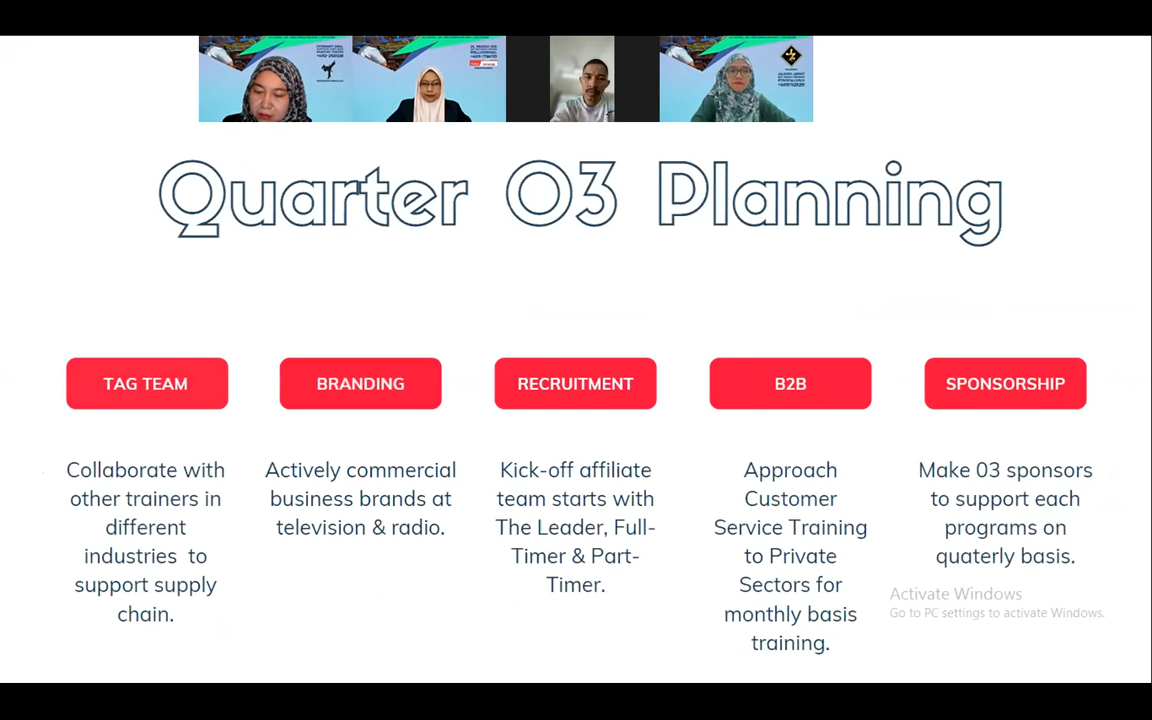 Quarter 03 Planning
TAG TEAM
Collaborate with
other trainers in
different
industries to
support supply
chain.
BRANDING
Actively commercial
business brands at
television & radio.
RECRUITMENT
Kick-off affiliate
team starts with
The Leader, Full-
Timer & Part-
Timer.
B2B
Approach
Customer
Service Training
to Private
Sectors for
monthly basis
training.
SPONSORSHIP
Make 03 sponsors
to support each
programs on
quaterly basis.
Activate Windows
Go to PC settings to activate Windows.